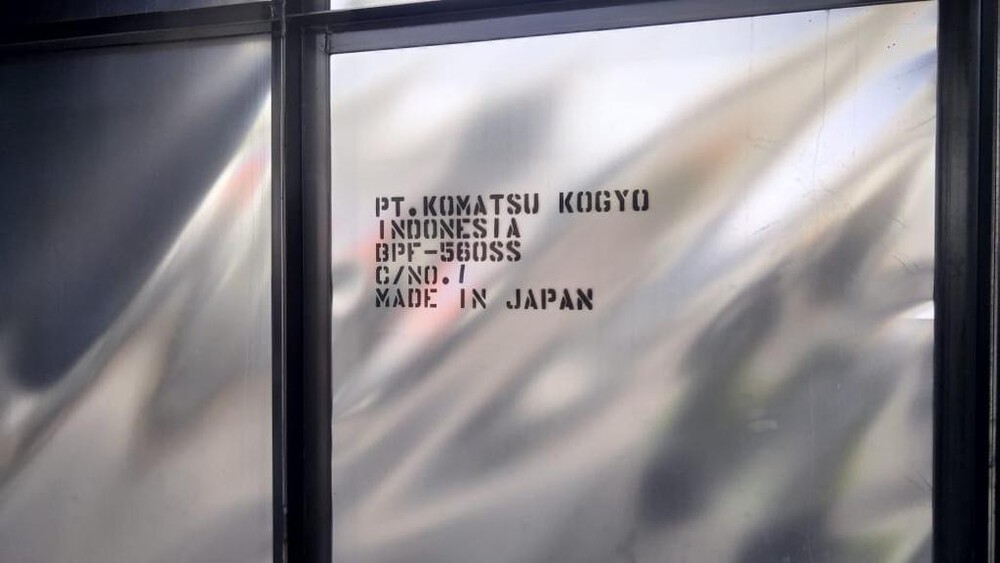 PT.KOMATSU KOGYO
INDONESIA
BPF-560SS
C/NO.1
MADE IN JAPAN